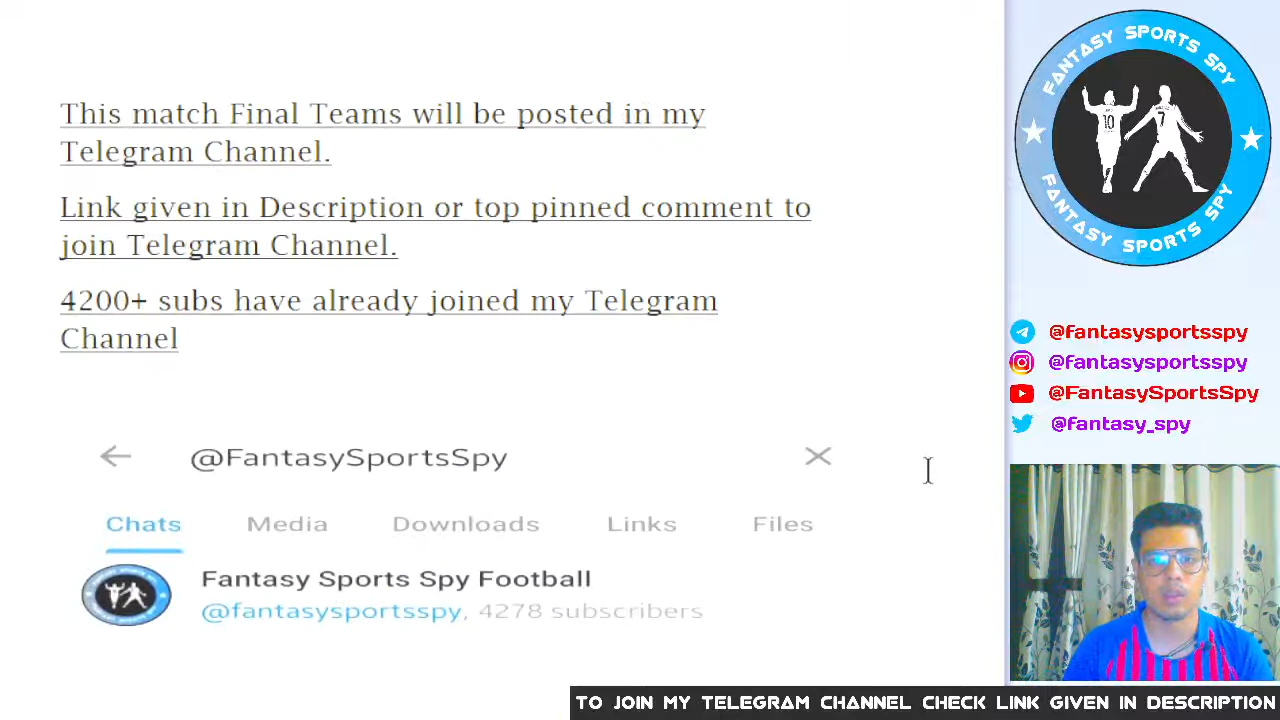 This match Final Teams will be posted in my
Telegram Channel.
Link given in Description or top pinned comment to
join Telegram Channel.
4200+ subs have already joined my Telegram
Channel
@FantasySportsSpy
Chats Media Downloads Links Files
Fantasy Sports Spy Football
@fantasysportsspy, 4278 subscribers
FANTASY SPORTS SPY
10 7
FANTASY SPORTS SPY
@fantasysportsspy
@fantasysportsspy
@FantasySportsSpy
@fantasy_spy
TO JOIN MY TELEGRAM CHANNEL CHECK LINK GIVEN IN DESCRIPTION